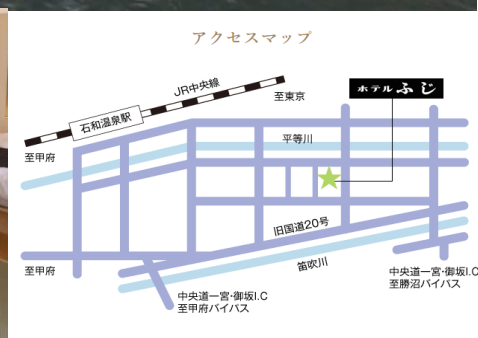 アクセスマップ
JR中央線
石和温泉駅
至東京
ホテルふじ
至甲府
平等川
旧国道20号
笛吹川
至甲府
中央道一宮・御坂I.C
至甲府バイパス
中央道一宮・御坂I.C
至勝沼バイパス